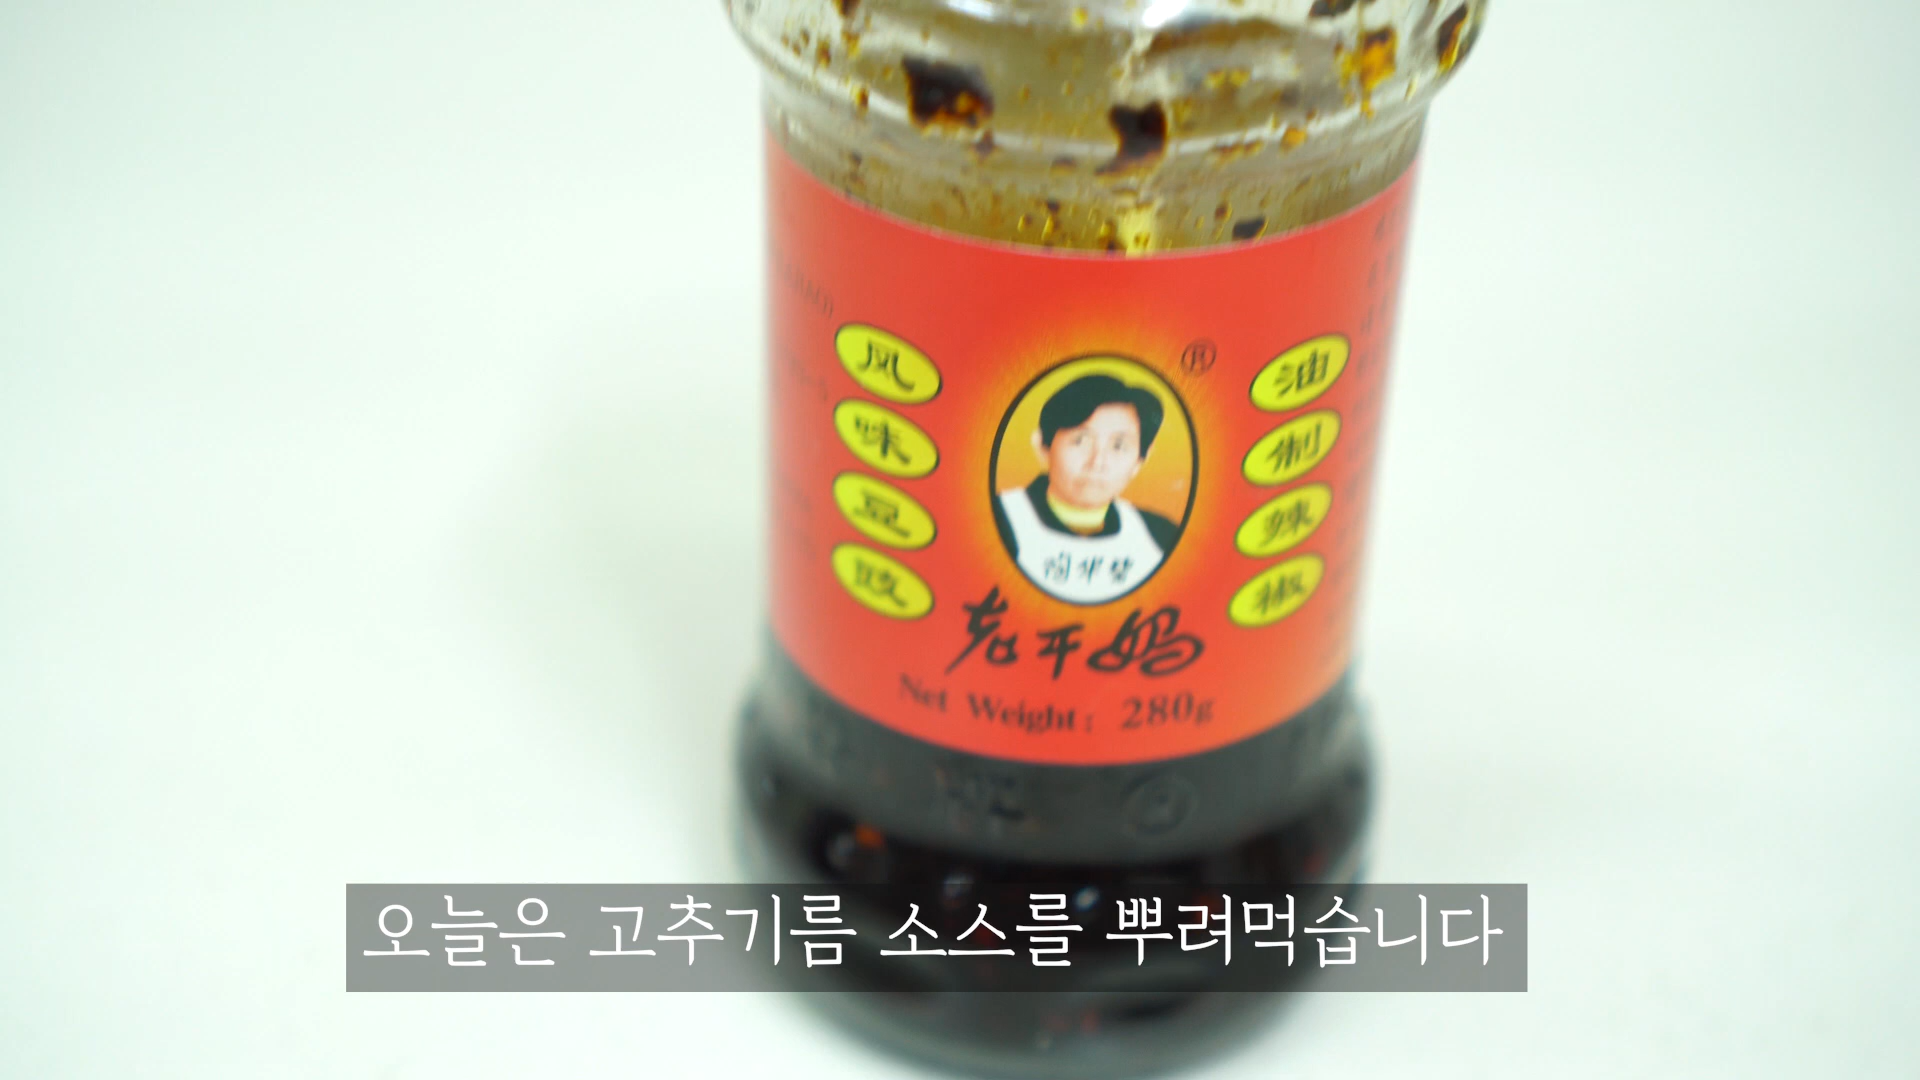 风味豆豉
油制辣椒
®
陶华碧
老干妈
Net Weight: 280g
오늘은 고추기름 소스를 뿌려먹습니다